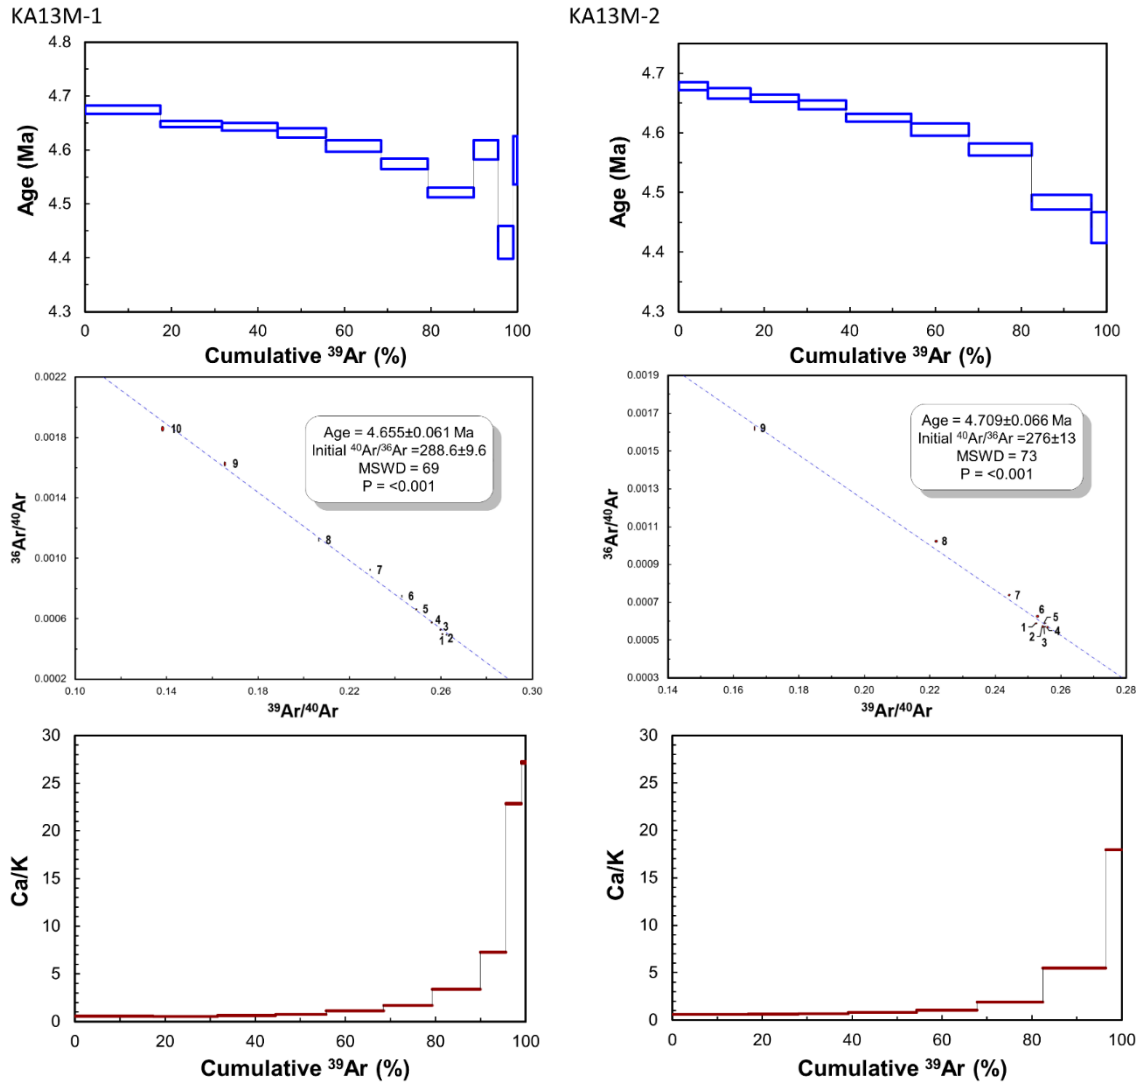 KA13M-1
KA13M-2
4.8
4.7
4.6
4.5
4.4
4.3
Age (Ma)
0 20 40 60 80 100
Cumulative ³⁹Ar (%)
4.7
4.6
4.5
4.4
4.3
Age (Ma)
0 20 40 60 80 100
Cumulative ³⁹Ar (%)
0.0022
0.0018
0.0014
0.0010
0.0006
0.0002
³⁶Ar/⁴⁰Ar
Age = 4.655±0.061 Ma
Initial ⁴⁰Ar/³⁶Ar =288.6±9.6
MSWD = 69
P = <0.001
10
9
8
7
6
5
4
3
2
1
0.10 0.14 0.18 0.22 0.26 0.30
³⁹Ar/⁴⁰Ar
0.0019
0.0017
0.0015
0.0013
0.0011
0.0009
0.0007
0.0005
0.0003
³⁶Ar/⁴⁰Ar
Age = 4.709±0.066 Ma
Initial ⁴⁰Ar/³⁶Ar =276±13
MSWD = 73
P = <0.001
9
8
7
6
5
1
4
2
3
0.14 0.16 0.18 0.20 0.22 0.24 0.26 0.28
³⁹Ar/⁴⁰Ar
30
25
20
15
10
5
0
Ca/K
0 20 40 60 80 100
Cumulative ³⁹Ar (%)
30
25
20
15
10
5
0
Ca/K
0 20 40 60 80 100
Cumulative ³⁹Ar (%)